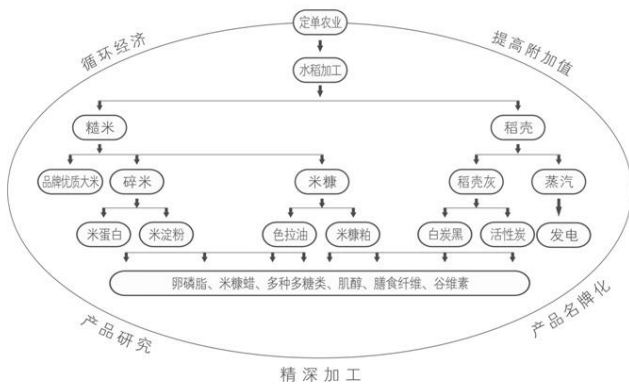 定单农业
循环经济
提高附加值
水稻加工
糙米
稻壳
品牌优质大米
碎米
米糠
稻壳灰
蒸汽
米蛋白
米淀粉
色拉油
米糠粕
白炭黑
活性炭
发电
卵磷脂、米糠蜡、多种多糖类、肌醇、膳食纤维、谷维素
产品研究
产品名牌化
精深加工